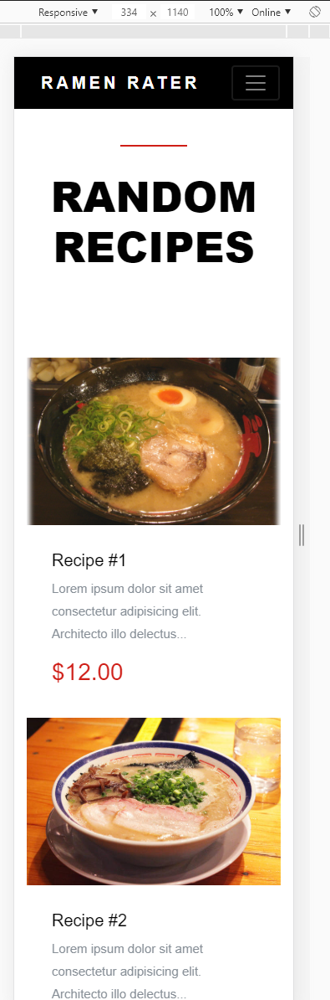 Responsive ▼ 334 × 1140 100% ▼ Online ▼
RAMEN RATER
RANDOM
RECIPES
Recipe #1
Lorem ipsum dolor sit amet
consectetur adipisicing elit.
Architecto illo delectus...
$12.00
Recipe #2
Lorem ipsum dolor sit amet
consectetur adipisicing elit.
Architecto illo delectus...